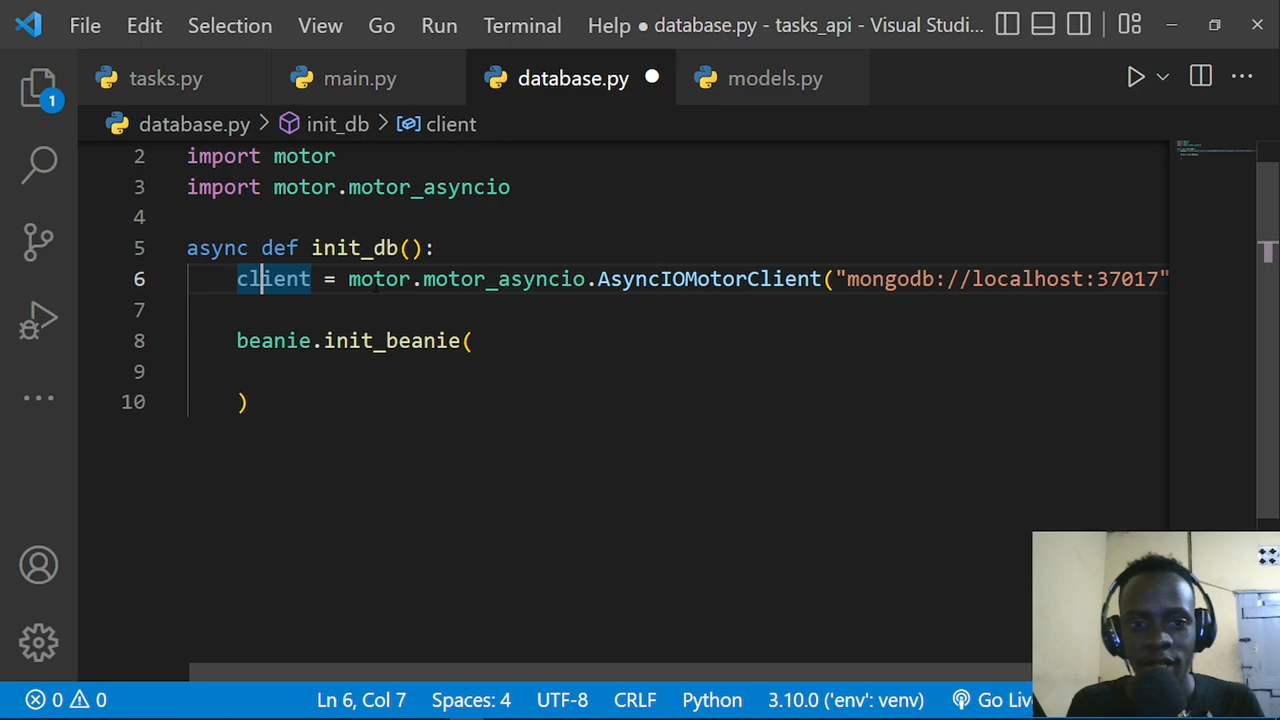 File Edit Selection View Go Run Terminal Help ● database.py - tasks_api - Visual Studi...
tasks.py main.py database.py ● models.py
database.py > init_db > client
2 import motor
3 import motor.motor_asyncio
4
5 async def init_db():
6 client = motor.motor_asyncio.AsyncIOMotorClient("mongodb://localhost:37017"
7
8 beanie.init_beanie(
9
10 )
1
0 0 Ln 6, Col 7 Spaces: 4 UTF-8 CRLF Python 3.10.0 ('env': venv) Go Liv